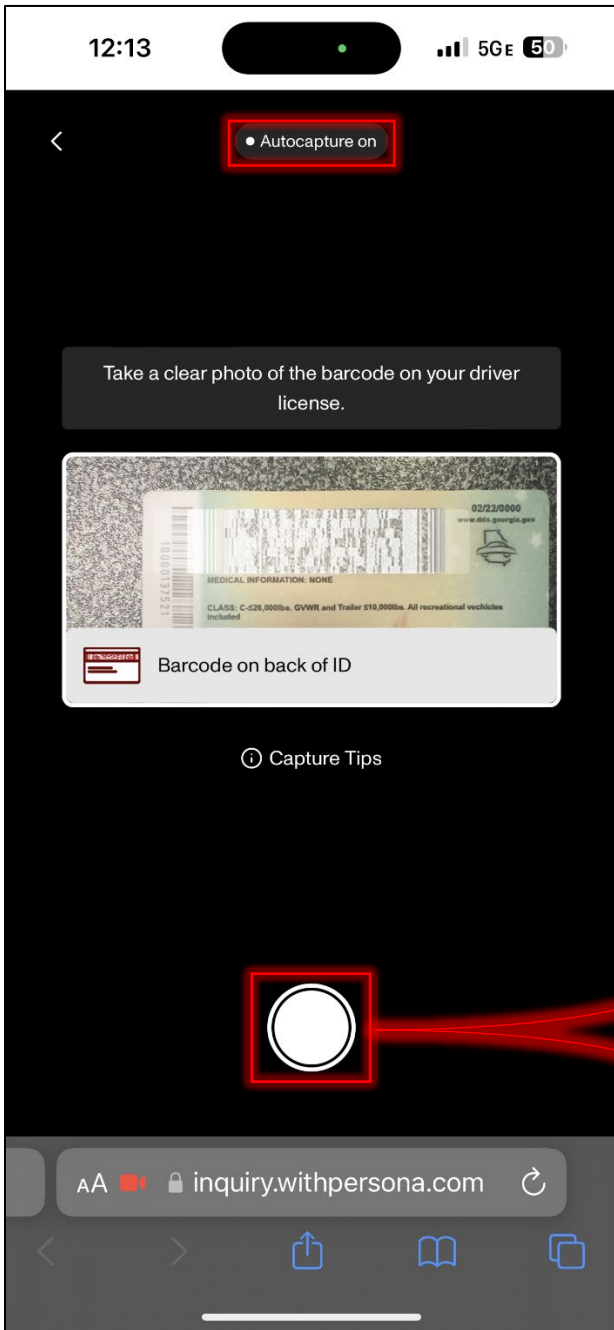 12:13
5GE 50
Autocapture on
Take a clear photo of the barcode on your driver
license.
02/22/0000
www.dds.georgia.gov
10000137521
MEDICAL INFORMATION: NONE
CLASS: C-≤26,000lbs. GVWR and Trailer ≤10,000lbs. All recreational vechicles
included
Barcode on back of ID
Capture Tips
AA inquiry.withpersona.com